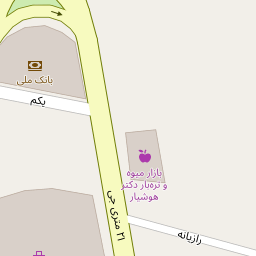 بانک ملی
یکم
بازار میوه
و تره‌بار دکتر
هوشیار
۲۱ متری جی
رازیانه